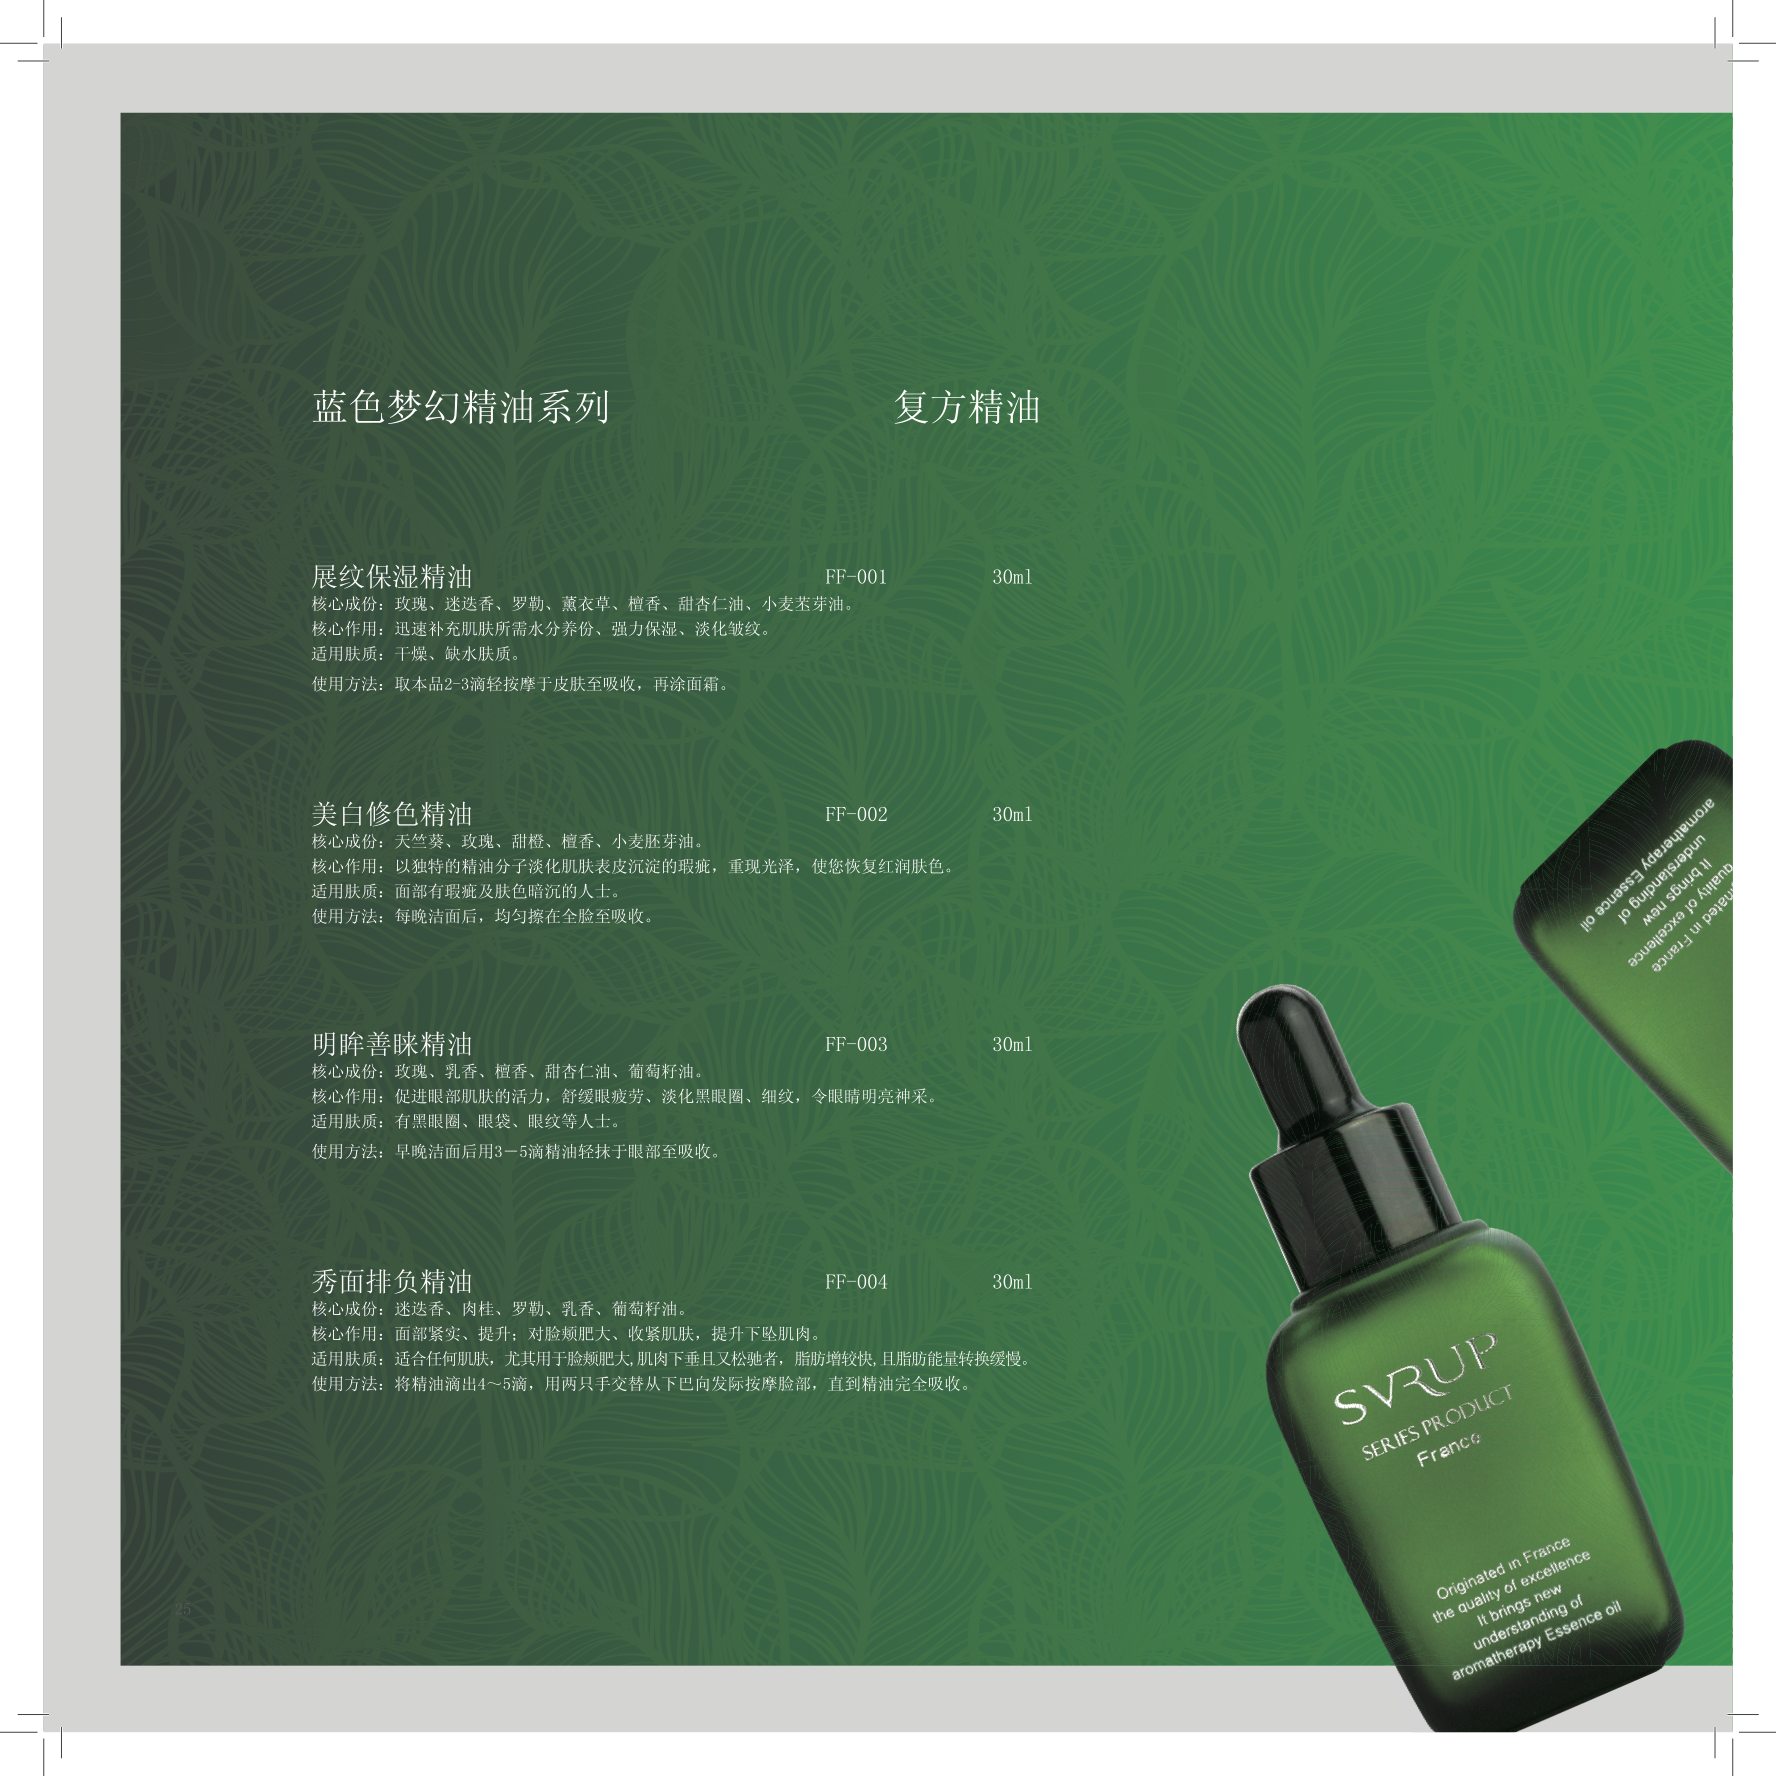 蓝色梦幻精油系列 复方精油
展纹保湿精油 FF-001 30ml
核心成份：玫瑰、迷迭香、罗勒、薰衣草、檀香、甜杏仁油、小麦茎芽油。
核心作用：迅速补充肌肤所需水分养份、强力保湿、淡化皱纹。
适用肤质：干燥、缺水肤质。
使用方法：取本品2-3滴轻按摩于皮肤至吸收，再涂面霜。
美白修色精油 FF-002 30ml
核心成份：天竺葵、玫瑰、甜橙、檀香、小麦胚芽油。
核心作用：以独特的精油分子淡化肌肤表皮沉淀的瑕疵，重现光泽，使您恢复红润肤色。
适用肤质：面部有瑕疵及肤色暗沉的人士。
使用方法：每晚洁面后，均匀擦在全脸至吸收。
明眸善睐精油 FF-003 30ml
核心成份：玫瑰、乳香、檀香、甜杏仁油、葡萄籽油。
核心作用：促进眼部肌肤的活力，舒缓眼疲劳、淡化黑眼圈、细纹，令眼睛明亮神采。
适用肤质：有黑眼圈、眼袋、眼纹等人士。
使用方法：早晚洁面后用3－5滴精油轻抹于眼部至吸收。
秀面排负精油 FF-004 30ml
核心成份：迷迭香、肉桂、罗勒、乳香、葡萄籽油。
核心作用：面部紧实、提升；对脸颊肥大、收紧肌肤，提升下坠肌肉。
适用肤质：适合任何肌肤，尤其用于脸颊肥大,肌肉下垂且又松驰者，脂肪增较快,且脂肪能量转换缓慢。
使用方法：将精油滴出4～5滴，用两只手交替从下巴向发际按摩脸部，直到精油完全吸收。
25
SVRUP
SERIES PRODUCT
France
Originated in France
the quality of excellence
It brings new
understanding of
aromatherapy Essence oil
in France
quality of excellence
It brings new
understanding of
aromatherapy Essence oil